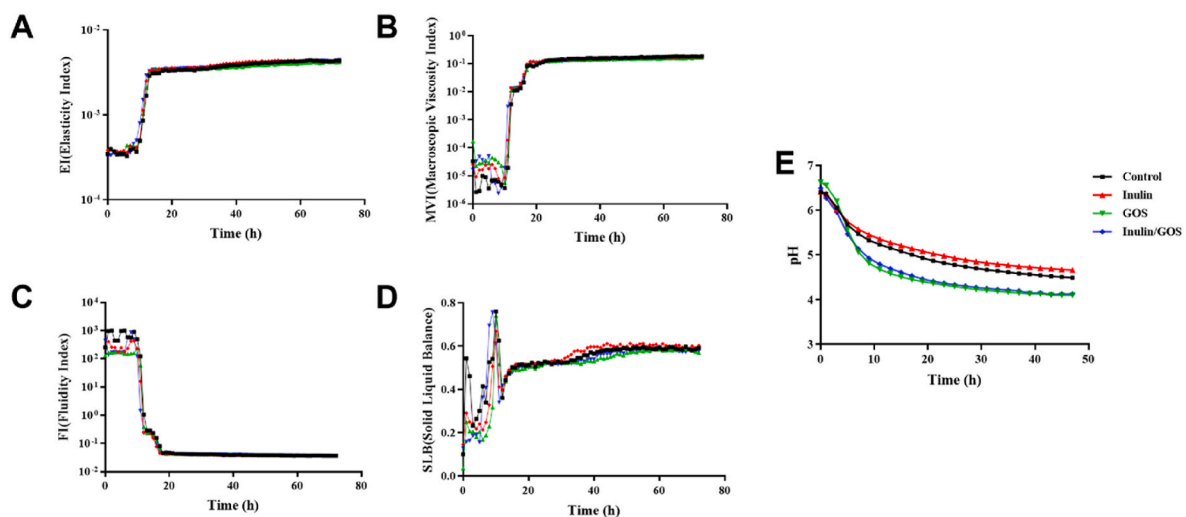 A
EI(Elasticity Index)
10⁻²
10⁻³
10⁻⁴
0 20 40 60 80
Time (h)
B
MVI(Macroscopic Viscosity Index)
10⁰
10⁻¹
10⁻²
10⁻³
10⁻⁴
10⁻⁵
10⁻⁶
0 20 40 60 80
Time (h)
C
FI(Fluidity Index)
10⁴
10³
10²
10¹
10⁰
10⁻¹
10⁻²
0 20 40 60 80
Time (h)
D
SLB(Solid Liquid Balance)
0.8
0.6
0.4
0.2
0.0
0 20 40 60 80
Time (h)
E
pH
7
6
5
4
3
0 10 20 30 40 50
Time (h)
Control
Inulin
GOS
Inulin/GOS